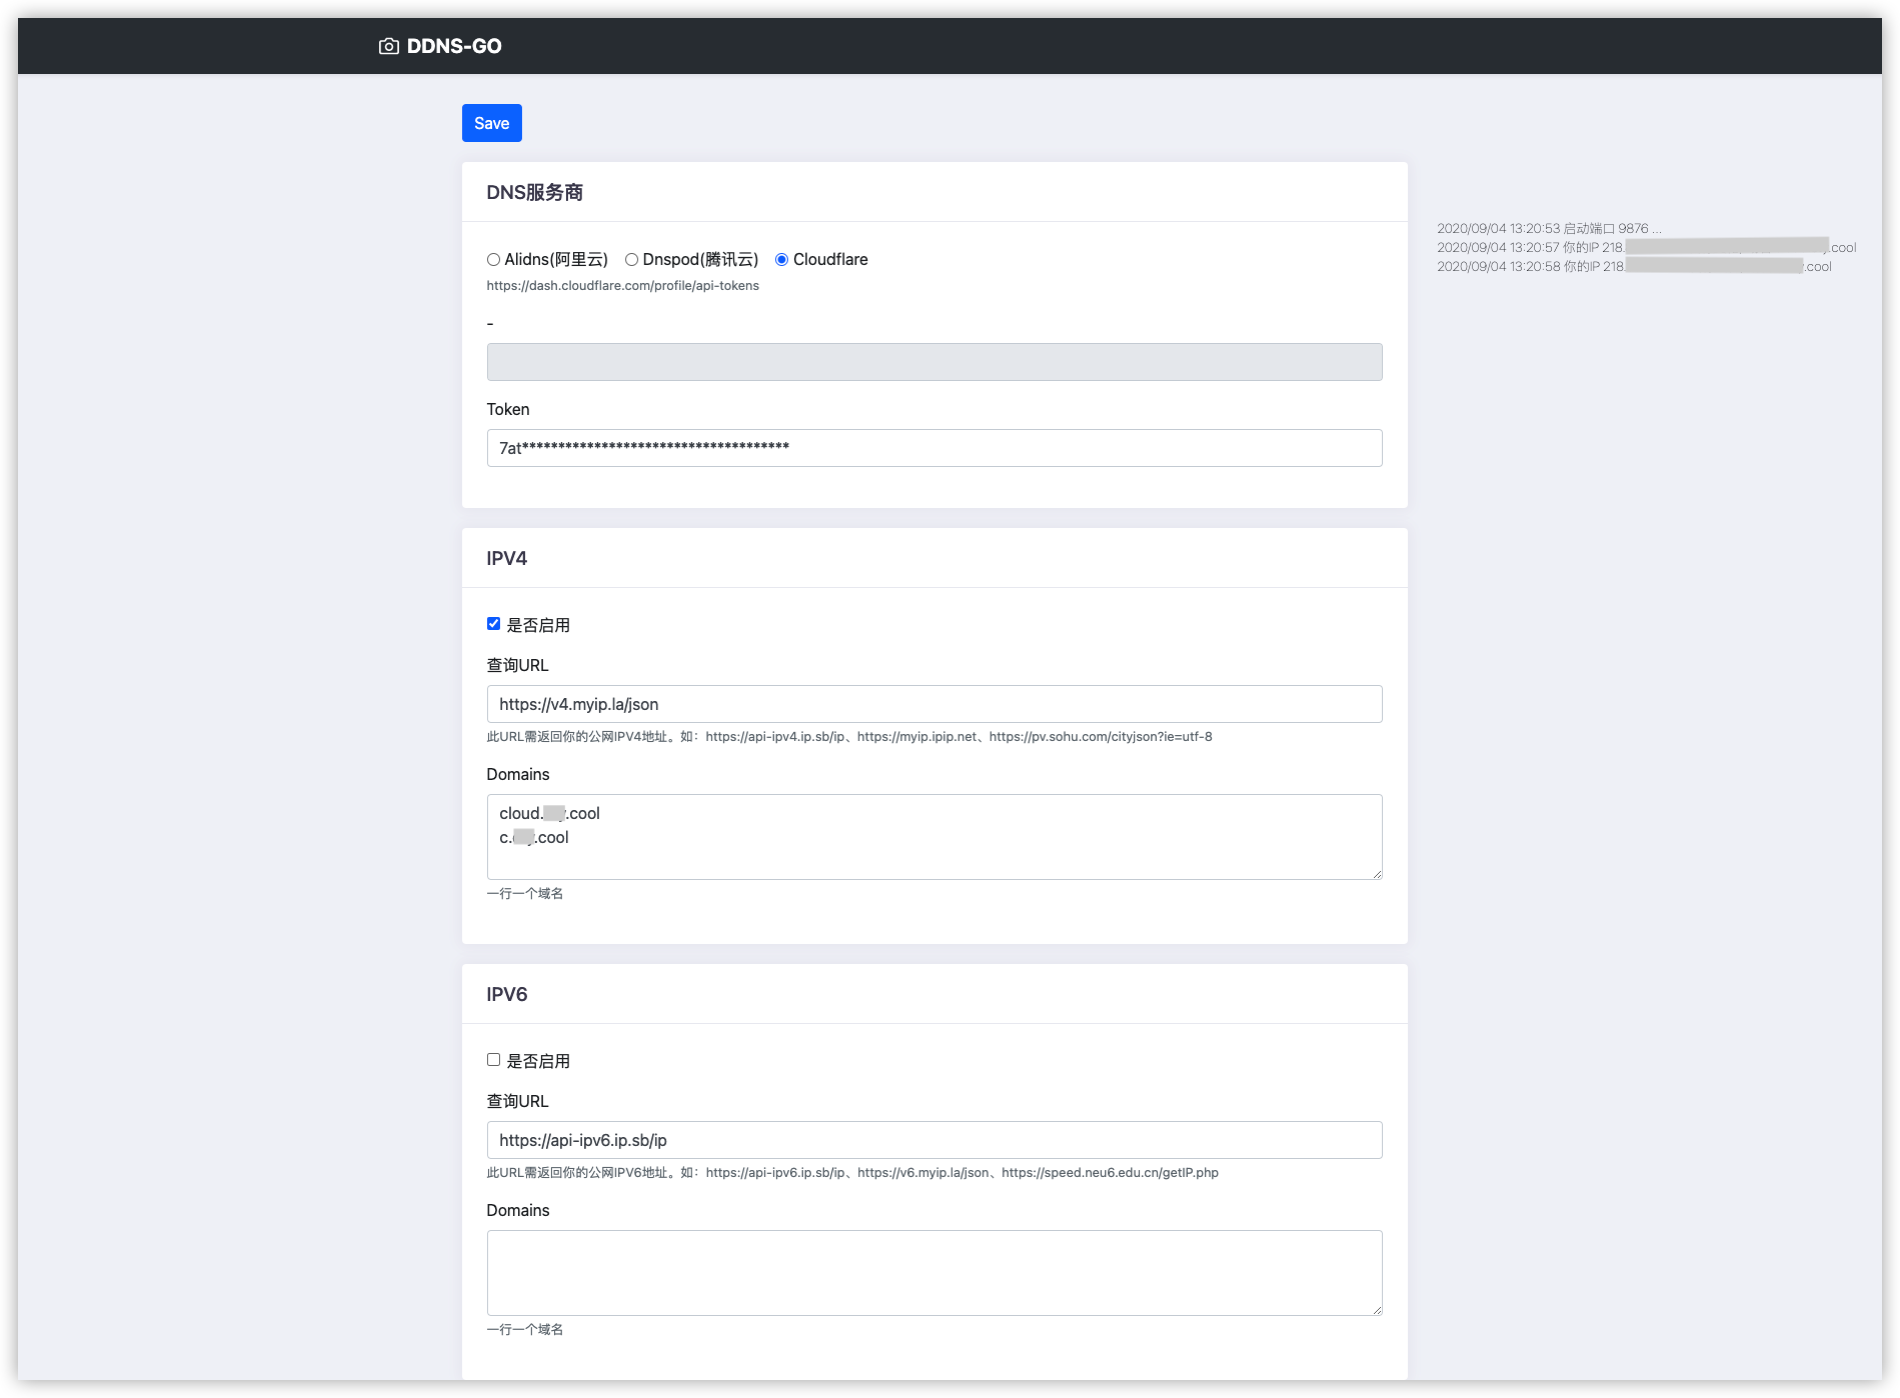 DDNS-GO
Save
DNS服务商
Alidns(阿里云) Dnspod(腾讯云) Cloudflare
https://dash.cloudflare.com/profile/api-tokens
-
Token
7at*************************************
IPV4
是否启用
查询URL
https://v4.myip.la/json
此URL需返回你的公网IPV4地址。如：https://api-ipv4.ip.sb/ip、https://myip.ipip.net、https://pv.sohu.com/cityjson?ie=utf-8
Domains
cloud. .cool
c. .cool
一行一个域名
IPV6
是否启用
查询URL
https://api-ipv6.ip.sb/ip
此URL需返回你的公网IPV6地址。如：https://api-ipv6.ip.sb/ip、https://v6.myip.la/json、https://speed.neu6.edu.cn/getIP.php
Domains
一行一个域名
2020/09/04 13:20:53 启动端口 9876 ...
2020/09/04 13:20:57 你的IP 218. .cool
2020/09/04 13:20:58 你的IP 218. .cool